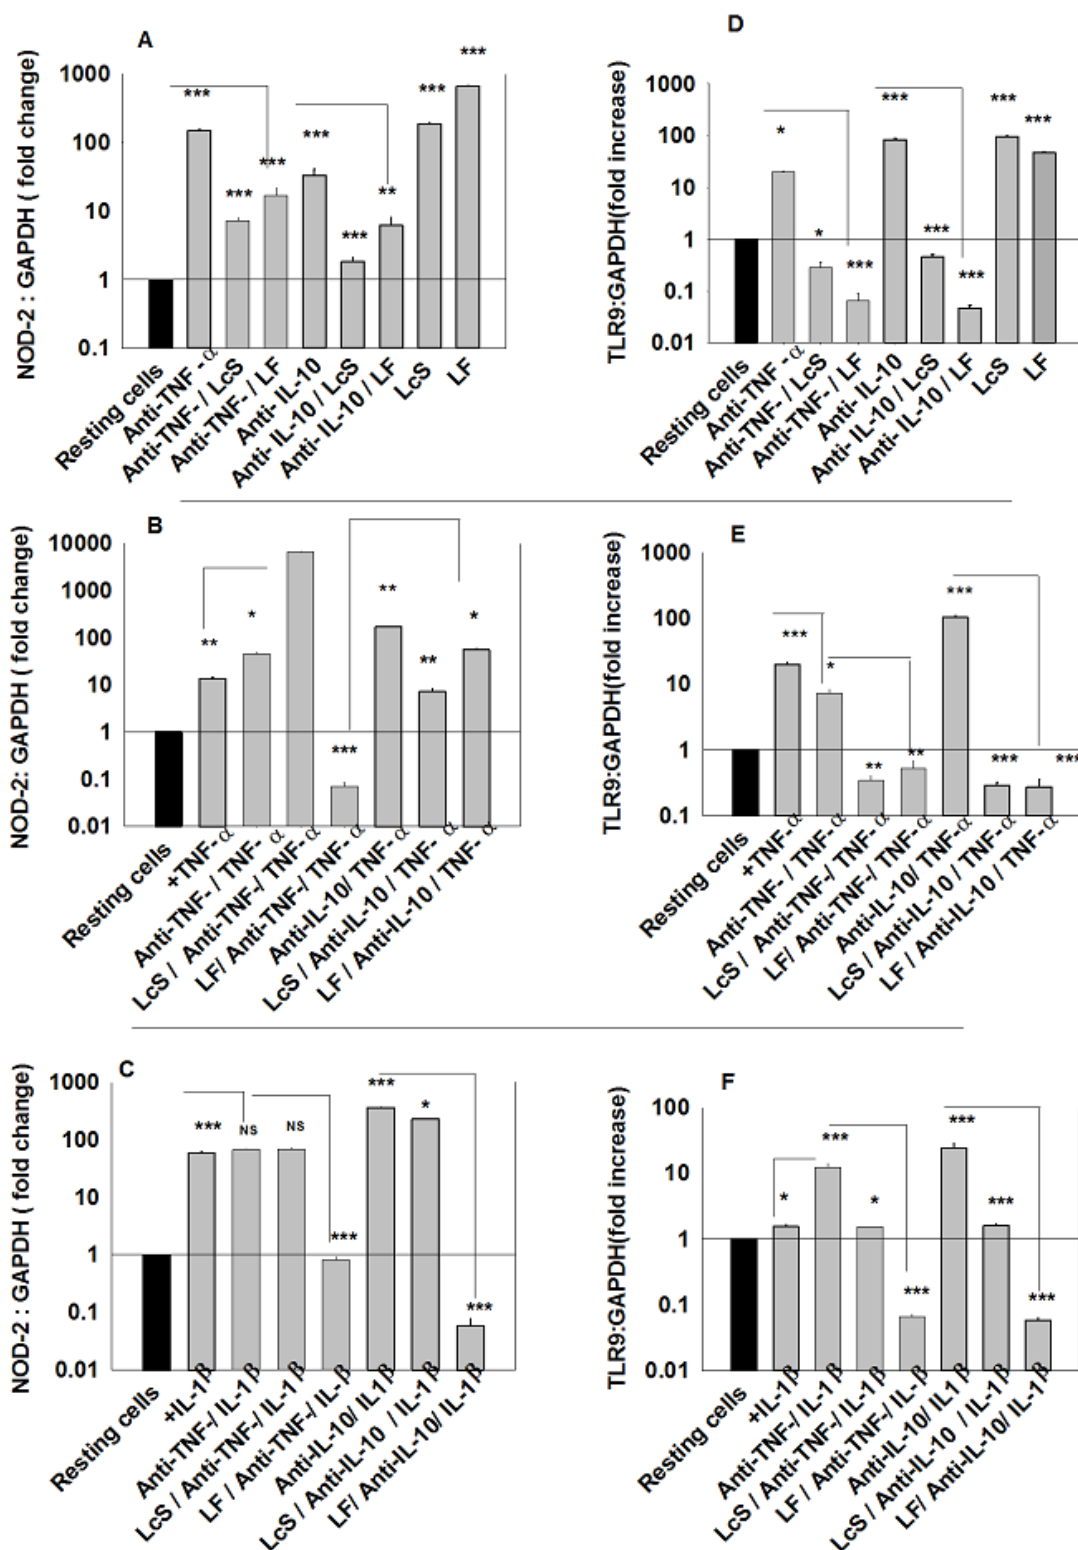 A
NOD-2 : GAPDH ( fold change)
1000
100
10
1
0.1
***
***
***
***
***
**
***
***
Resting cells
Anti-TNF-α
Anti-TNF- / LcS
Anti-TNF- / LF
Anti- IL-10
Anti- IL-10 / LcS
Anti- IL-10 / LF
LcS
LF
D
TLR9:GAPDH(fold increase)
1000
100
10
1
0.1
0.01
*
*
***
***
***
***
***
***
Resting cells
Anti-TNF -α
Anti-TNF- / LcS
Anti-TNF- / LF
Anti- IL-10
Anti- IL-10 / LcS
Anti- IL-10 / LF
LcS
LF
B
NOD-2: GAPDH ( fold change)
10000
1000
100
10
1
0.1
0.01
**
*
***
**
**
*
Resting cells
+TNF-α
Anti-TNF- / TNF-α
LcS / Anti-TNF-/ TNF-α
LF/ Anti-TNF-/ TNF-α
Anti-IL-10/ TNF-α
LcS / Anti-IL-10 / TNF-α
LF / Anti-IL-10 / TNF-α
E
TLR9:GAPDH(fold increase)
1000
100
10
1
0.1
***
*
**
**
***
***
***
Resting cells
+TNF-α
Anti-TNF- / TNF-α
LcS / Anti-TNF-/ TNF-α
LF/ Anti-TNF-/ TNF-α
Anti-IL-10/ TNF-α
LcS / Anti-IL-10 / TNF-α
LF / Anti-IL-10 / TNF-α
C
NOD-2 : GAPDH ( fold change)
1000
100
10
1
0.1
0.01
***
NS
NS
***
***
*
***
Resting cells
+IL-1β
Anti-TNF-/ IL-1β
LcS / Anti-TNF-/ IL-1β
LF / Anti-TNF-/ IL-β
Anti-IL-10/ IL1β
LcS / Anti-IL-10 / IL-1β
LF/ Anti-IL-10/ IL-1β
F
TLR9:GAPDH(fold increase)
100
10
1
0.1
0.01
*
***
*
***
***
***
***
Resting cells
+IL-1β
Anti-TNF-/ IL-1β
LcS / Anti-TNF-/ IL-1β
LF / Anti-TNF-/ IL-β
Anti-IL-10/ IL1β
LcS / Anti-IL-10 / IL-1β
LF/ Anti-IL-10/ IL-1β